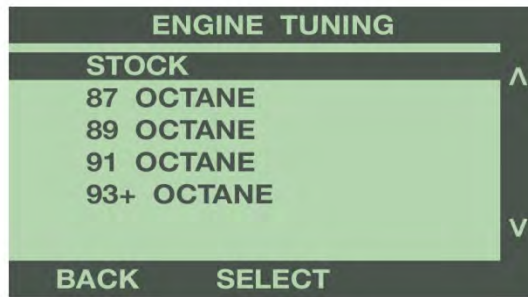 ENGINE TUNING
STOCK
87 OCTANE
89 OCTANE
91 OCTANE
93+ OCTANE
BACK SELECT